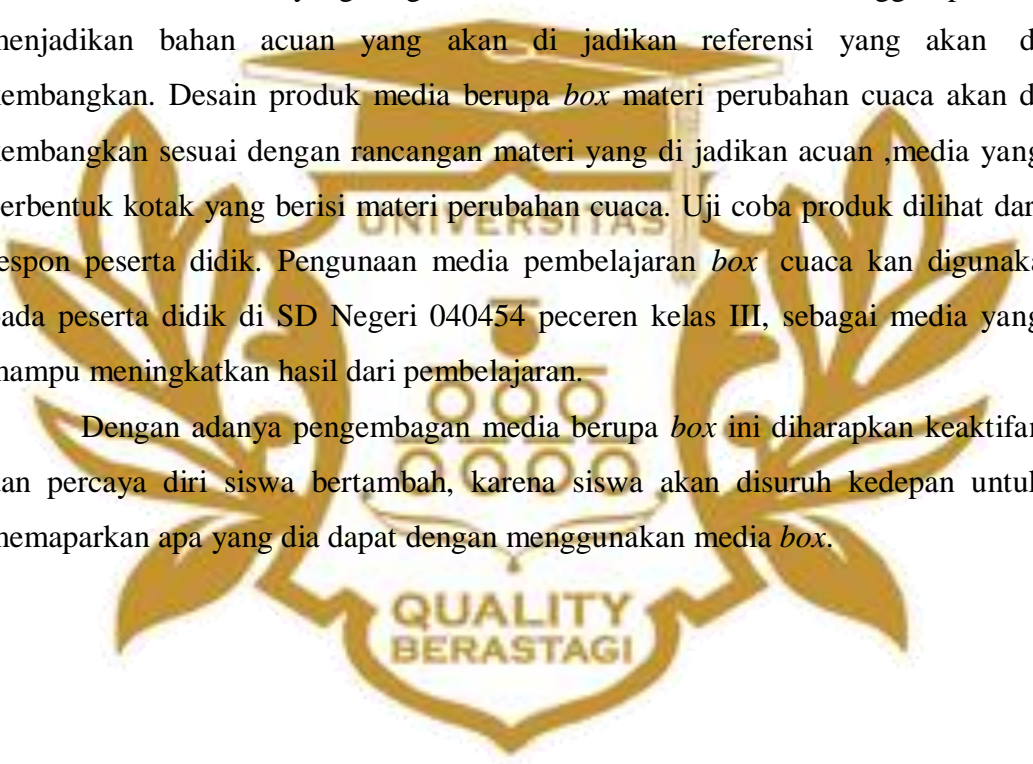 menjadikan bahan acuan yang akan di jadikan referensi yang akan di
kembangkan. Desain produk media berupa box materi perubahan cuaca akan di
kembangkan sesuai dengan rancangan materi yang di jadikan acuan ,media yang
berbentuk kotak yang berisi materi perubahan cuaca. Uji coba produk dilihat dari
UNIVERSITAS
respon peserta didik. Pengunaan media pembelajaran box cuaca kan digunaka
pada peserta didik di SD Negeri 040454 peceren kelas III, sebagai media yang
mampu meningkatkan hasil dari pembelajaran.
Dengan adanya pengembagan media berupa box ini diharapkan keaktifan
dan percaya diri siswa bertambah, karena siswa akan disuruh kedepan untuk
memaparkan apa yang dia dapat dengan menggunakan media box.
QUALITY
BERASTAGI